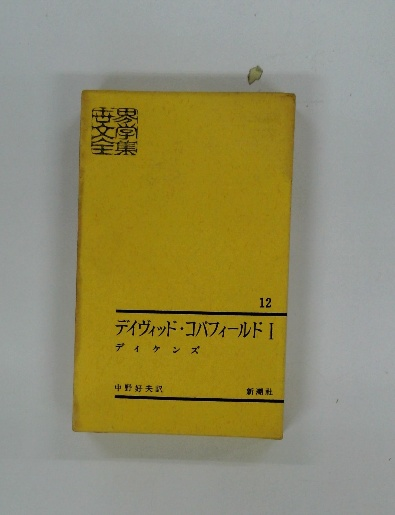 世界
文学
全集
12
デイヴィッド・コパフィールド I
ディケンズ
中野好夫訳 新潮社